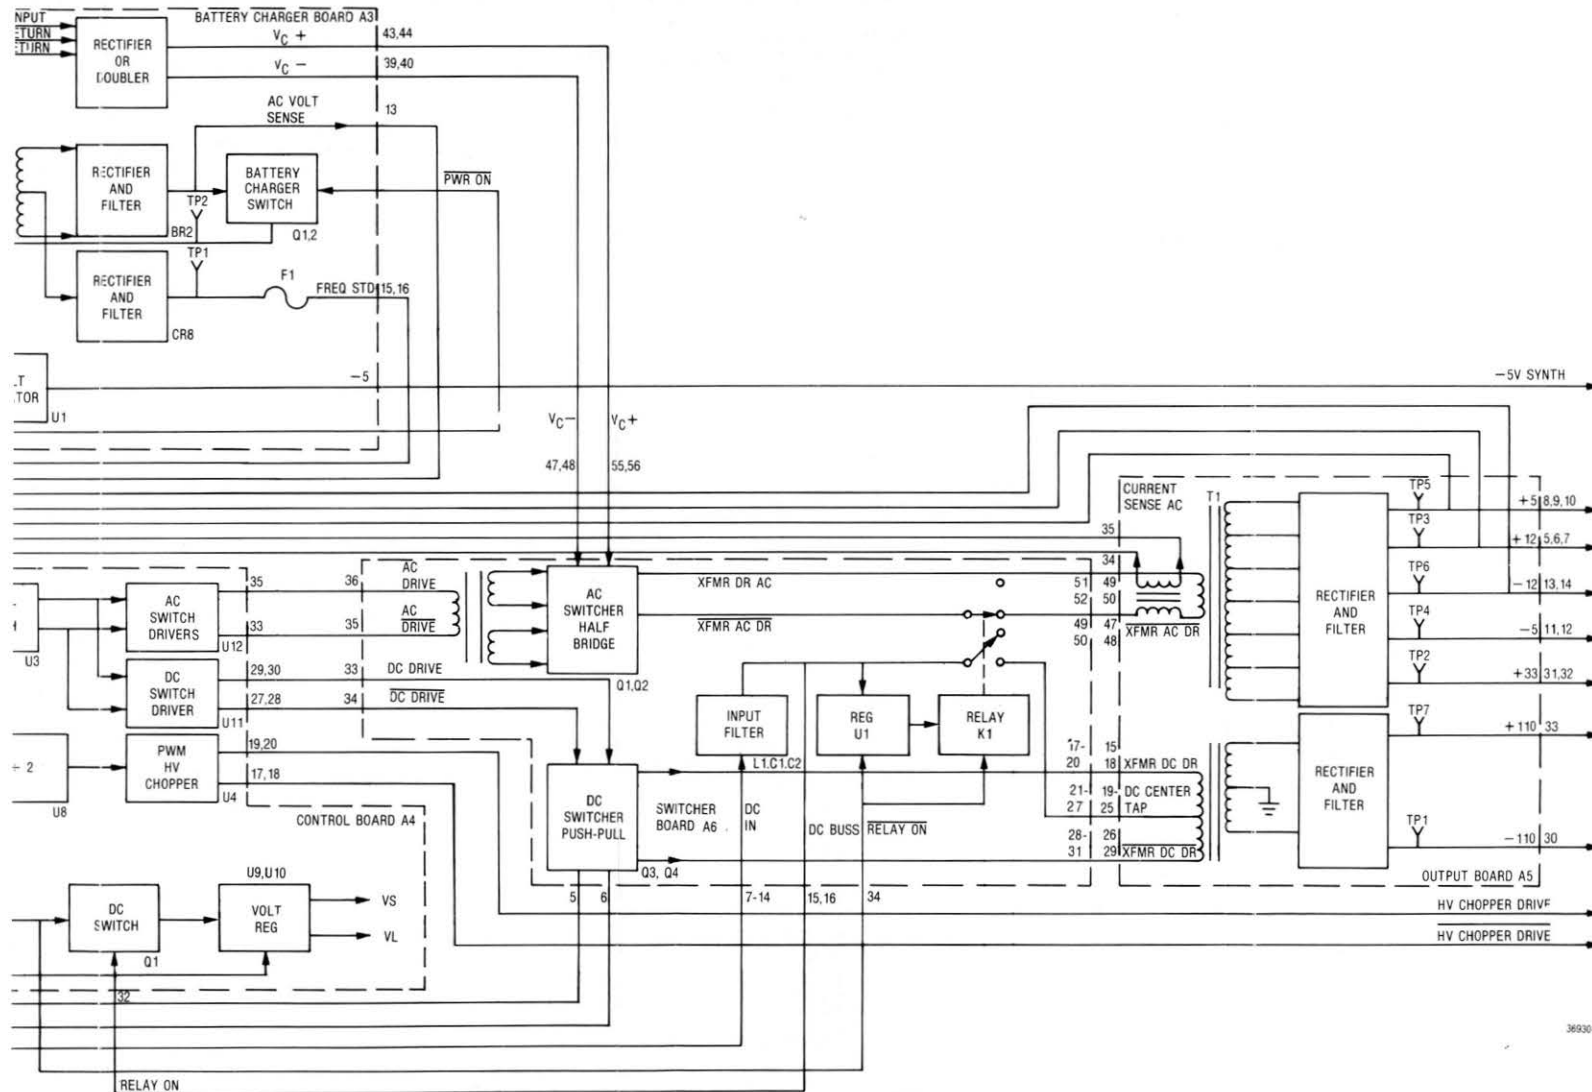 BATTERY CHARGER BOARD A3
NPUT
ETURN
ETURN
RECTIFIER
OR
DOUBLER
VC +
43,44
VC −
39,40
AC VOLT
SENSE
13
RECTIFIER
AND
FILTER
BR2
TP2
BATTERY
CHARGER
SWITCH
Q1,2
PWR ON
TP1
RECTIFIER
AND
FILTER
CR8
F1
FREQ STD
15,16
LT
TOR
U1
−5
−5V SYNTH
VC−
VC+
47,48
55,56
CURRENT
SENSE AC
T1
35
34
U3
AC
SWITCH
DRIVERS
U12
35
33
36
35
AC
DRIVE
AC
DRIVE
DC
SWITCH
DRIVER
U11
29,30
27,28
33
34
DC DRIVE
DC DRIVE
AC
SWITCHER
HALF
BRIDGE
Q1,Q2
XFMR DR AC
XFMR AC DR
51
52
49
50
49
50
47
48
XFMR AC DR
÷ 2
U8
PWM
HV
CHOPPER
U4
19,20
17,18
CONTROL BOARD A4
INPUT
FILTER
L1.C1.C2
REG
U1
RELAY
K1
DC
SWITCHER
PUSH-PULL
Q3, Q4
SWITCHER
BOARD A6
DC
IN
DC BUSS
RELAY ON
17-
20
15
18
XFMR DC DR
21-
27
19-
25
DC CENTER
TAP
28-
31
26
29
XFMR DC DR
RECTIFIER
AND
FILTER
TP5
+5
8,9,10
TP3
+12
5,6,7
TP6
−12
13,14
TP4
−5
11,12
TP2
+33
31,32
RECTIFIER
AND
FILTER
TP7
+110
33
TP1
−110
30
OUTPUT BOARD A5
5
6
7-14
15,16
34
HV CHOPPER DRIVE
HV CHOPPER DRIVE
DC
SWITCH
Q1
U9,U10
VOLT
REG
VS
VL
32
RELAY ON
36930